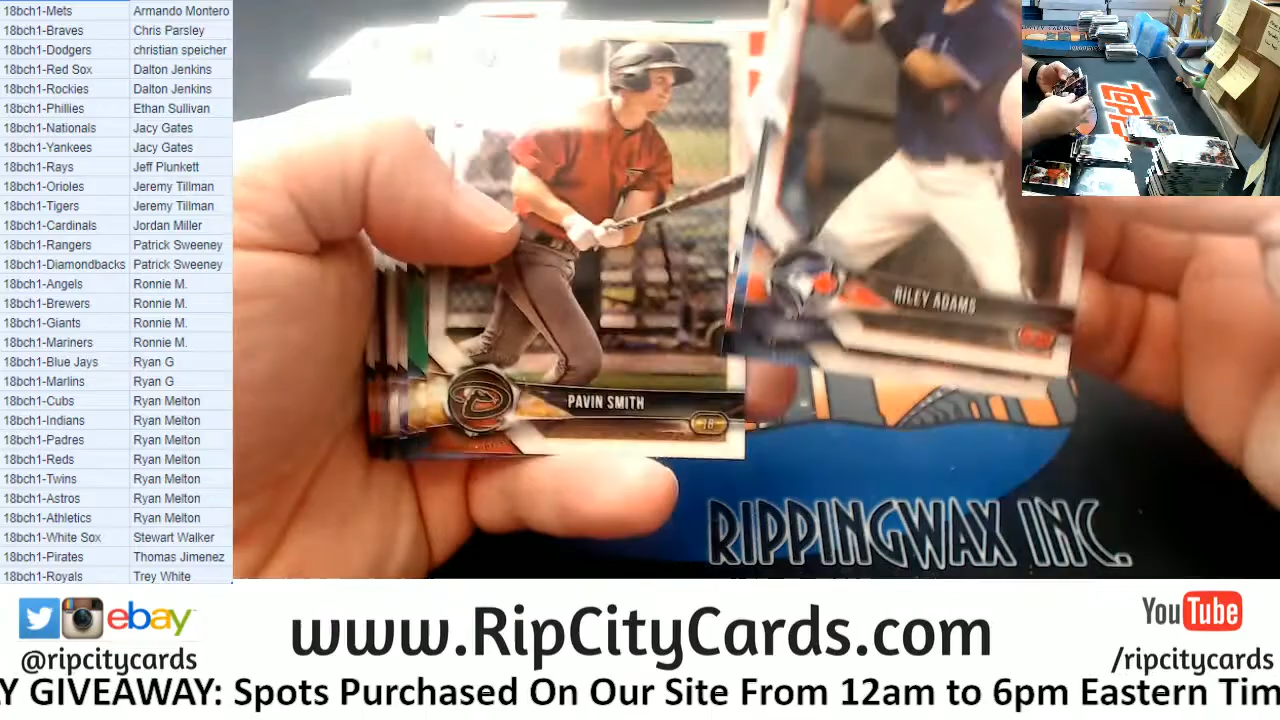 18bch1-Mets Armando Montero
18bch1-Braves Chris Parsley
18bch1-Dodgers christian speicher
18bch1-Red Sox Dalton Jenkins
18bch1-Rockies Dalton Jenkins
18bch1-Phillies Ethan Sullivan
18bch1-Nationals Jacy Gates
18bch1-Yankees Jacy Gates
18bch1-Rays Jeff Plunkett
18bch1-Orioles Jeremy Tillman
18bch1-Tigers Jeremy Tillman
18bch1-Cardinals Jordan Miller
18bch1-Rangers Patrick Sweeney
18bch1-Diamondbacks Patrick Sweeney
18bch1-Angels Ronnie M.
18bch1-Brewers Ronnie M.
18bch1-Giants Ronnie M.
18bch1-Mariners Ronnie M.
18bch1-Blue Jays Ryan G
18bch1-Marlins Ryan G
18bch1-Cubs Ryan Melton
18bch1-Indians Ryan Melton
18bch1-Padres Ryan Melton
18bch1-Reds Ryan Melton
18bch1-Twins Ryan Melton
18bch1-Astros Ryan Melton
18bch1-Athletics Ryan Melton
18bch1-White Sox Stewart Walker
18bch1-Pirates Thomas Jimenez
18bch1-Royals Trey White
RILEY ADAMS
PAVIN SMITH
18
RIPPINGWAX INC.
ebay
@ripcitycards
www.RipCityCards.com
YouTube
/ripcitycards
Y GIVEAWAY: Spots Purchased On Our Site From 12am to 6pm Eastern Tim